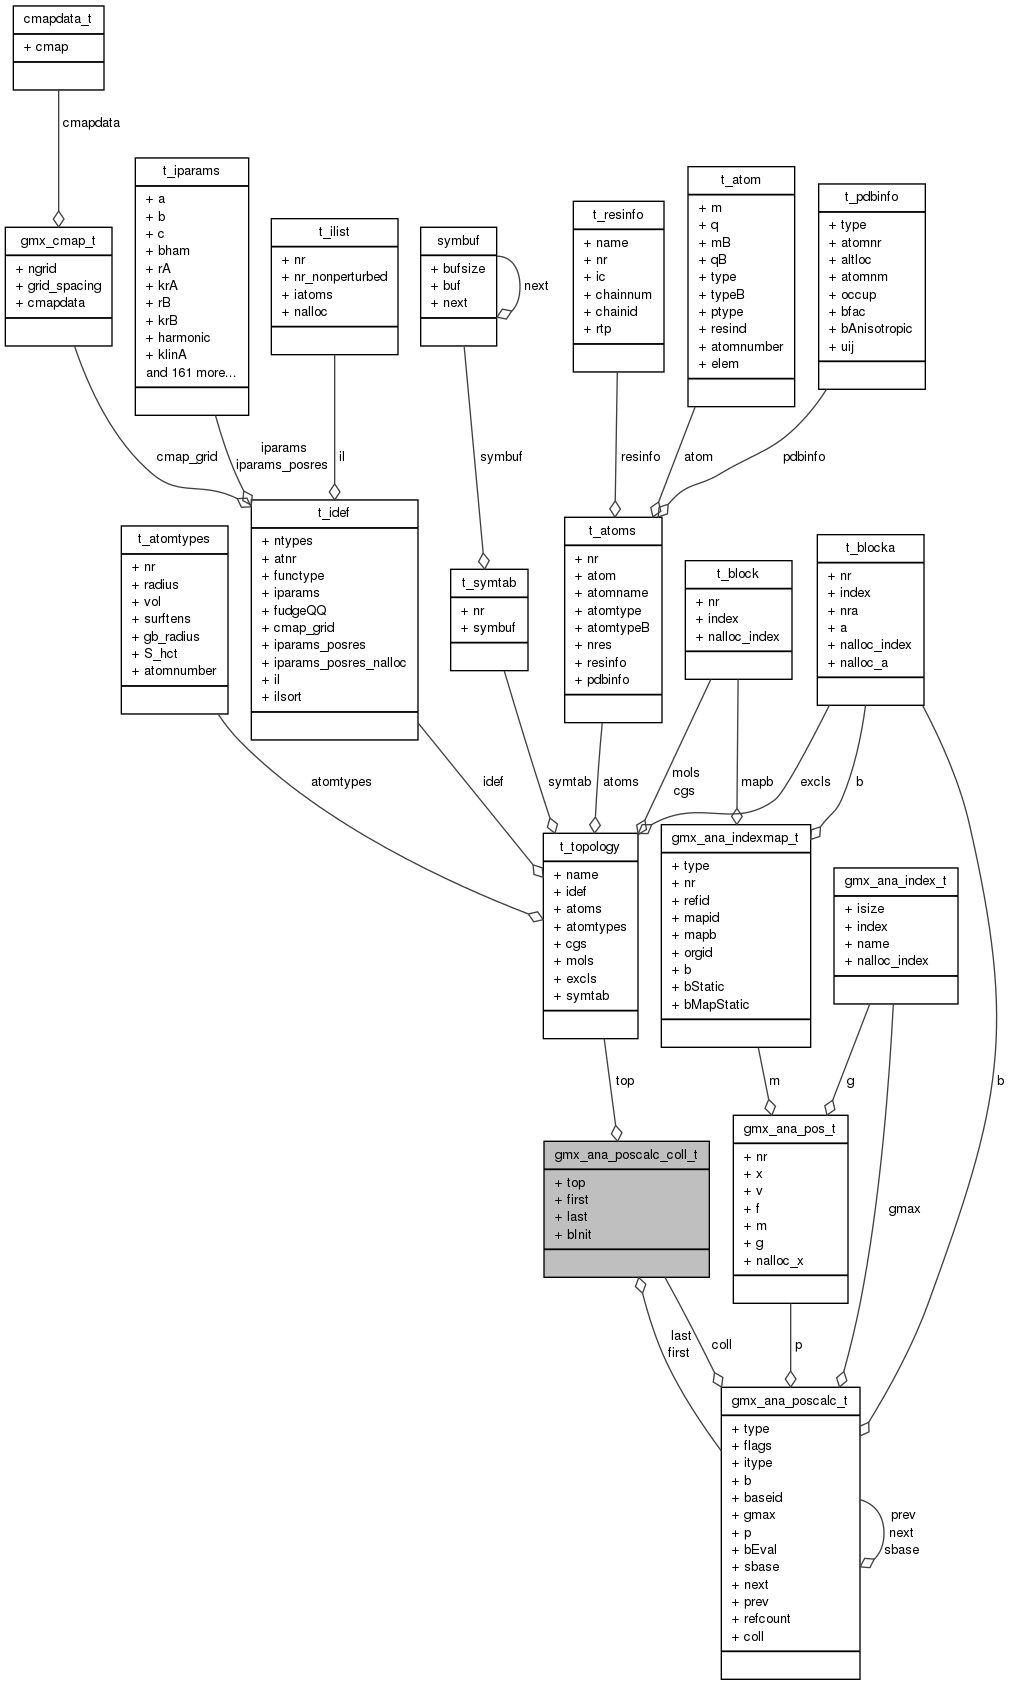 cmapdata_t
+ cmap
cmapdata
gmx_cmap_t
+ ngrid
+ grid_spacing
+ cmapdata
t_iparams
+ a
+ b
+ c
+ bham
+ rA
+ krA
+ rB
+ krB
+ harmonic
+ klinA
and 161 more...
t_ilist
+ nr
+ nr_nonperturbed
+ iatoms
+ nalloc
symbuf
+ bufsize
+ buf
+ next
next
t_resinfo
+ name
+ nr
+ ic
+ chainnum
+ chainid
+ rtp
t_atom
+ m
+ q
+ mB
+ qB
+ type
+ typeB
+ ptype
+ resind
+ atomnumber
+ elem
t_pdbinfo
+ type
+ atomnr
+ altloc
+ atomnm
+ occup
+ bfac
+ bAnisotropic
+ uij
cmap_grid
iparams
iparams_posres
il
symbuf
resinfo
atom
pdbinfo
t_atomtypes
+ nr
+ radius
+ vol
+ surftens
+ gb_radius
+ S_hct
+ atomnumber
t_idef
+ ntypes
+ atnr
+ functype
+ iparams
+ fudgeQQ
+ cmap_grid
+ iparams_posres
+ iparams_posres_nalloc
+ il
+ ilsort
t_symtab
+ nr
+ symbuf
t_atoms
+ nr
+ atom
+ atomname
+ atomtype
+ atomtypeB
+ nres
+ resinfo
+ pdbinfo
t_block
+ nr
+ index
+ nalloc_index
t_blocka
+ nr
+ index
+ nra
+ a
+ nalloc_index
+ nalloc_a
atomtypes
idef
symtab
atoms
mols
cgs
mapb
excls
b
t_topology
+ name
+ idef
+ atoms
+ atomtypes
+ cgs
+ mols
+ excls
+ symtab
gmx_ana_indexmap_t
+ type
+ nr
+ refid
+ mapid
+ mapb
+ orgid
+ b
+ bStatic
+ bMapStatic
gmx_ana_index_t
+ isize
+ index
+ name
+ nalloc_index
top
m
g
b
gmx_ana_poscalc_coll_t
+ top
+ first
+ last
+ bInit
gmx_ana_pos_t
+ nr
+ x
+ v
+ f
+ m
+ g
+ nalloc_x
gmax
last
first
coll
p
gmx_ana_poscalc_t
+ type
+ flags
+ itype
+ b
+ baseid
+ gmax
+ p
+ bEval
+ sbase
+ next
+ prev
+ refcount
+ coll
prev
next
sbase